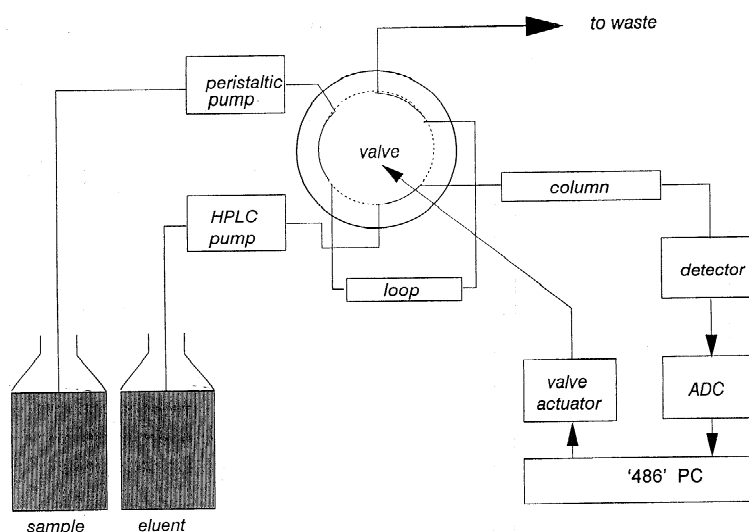 to waste
peristaltic
pump
valve
column
HPLC
pump
detector
loop
valve
actuator
ADC
'486' PC
sample
eluent